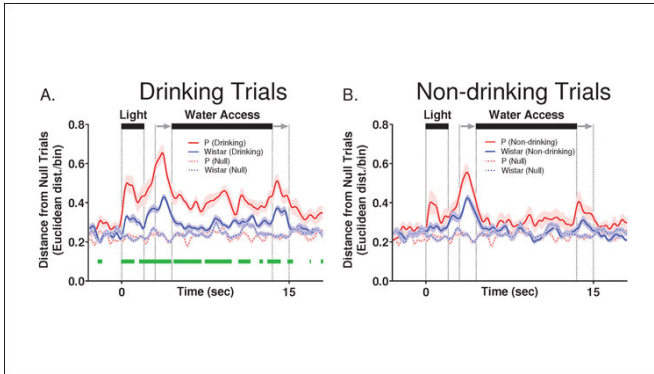 A. Drinking Trials
Light Water Access
P (Drinking)
Wistar (Drinking)
P (Null)
Wistar (Null)
Distance from Null Trials
(Euclidean dist./bin)
0.8
0.6
0.4
0.2
0.0
0 15
Time (sec)
B. Non-drinking Trials
Light Water Access
P (Non-drinking)
Wistar (Non-drinking)
P (Null)
Wistar (Null)
Distance from Null Trials
(Euclidean dist./bin)
0.8
0.6
0.4
0.2
0.0
0 15
Time (sec)